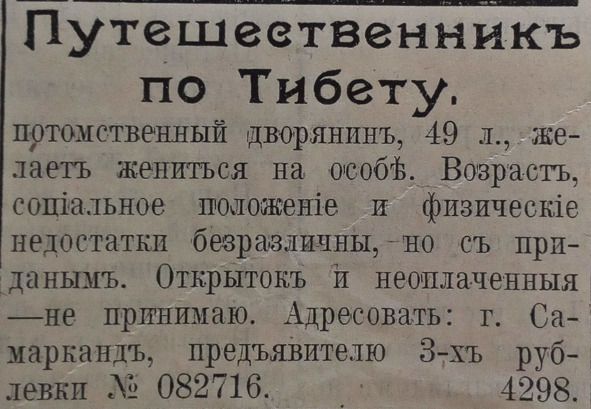 Путешественникъ
по Тибету,
потомственный дворянинъ, 49 л., же-
лаетъ жениться на особѣ. Возрастъ,
соціальное положеніе и физическіе
недостатки безразличны, но съ при-
данымъ. Открытокъ и неоплаченныя
—не принимаю. Адресовать: г. Са-
маркандъ, предъявителю 3-хъ руб-
левки № 082716. 4298.